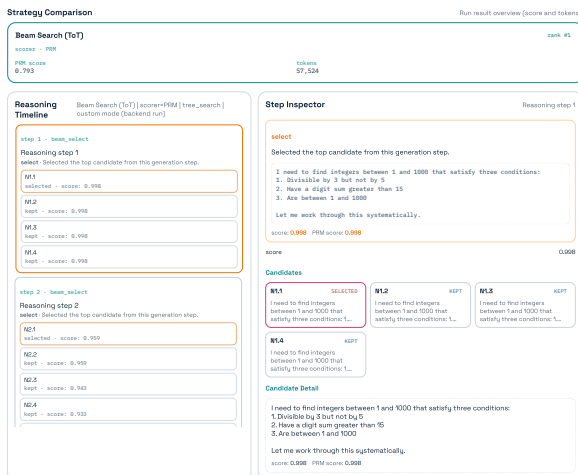 Strategy Comparison
Run result overview (score and tokens
Beam Search (ToT)
rank #1
scorer · PRM
PRM score
tokens
0.793
57,524
Reasoning
Timeline
Beam Search (ToT) | scorer=PRM | tree_search |
custom mode (backend run)
step 1 · beam_select
Reasoning step 1
select · Selected the top candidate from this generation step.
N1.1
selected · score: 0.998
N1.2
kept · score: 0.998
N1.3
kept · score: 0.998
N1.4
kept · score: 0.998
step 2 · beam_select
Reasoning step 2
select · Selected the top candidate from this generation step.
N2.1
selected · score: 0.959
N2.2
kept · score: 0.959
N2.3
kept · score: 0.943
N2.4
kept · score: 0.933
Step Inspector
Reasoning step 1
select
Selected the top candidate from this generation step.
I need to find integers between 1 and 1000 that satisfy three conditions:
1. Divisible by 3 but not by 5
2. Have a digit sum greater than 15
3. Are between 1 and 1000
Let me work through this systematically.
score: 0.998 PRM score: 0.998
score
0.998
Candidates
N1.1 SELECTED
I need to find integers
between 1 and 1000 that
satisfy three conditions: 1...
N1.2 KEPT
I need to find integers
between 1 and 1000 that
satisfy three conditions: 1...
N1.3 KEPT
I need to find integers
between 1 and 1000 that
satisfy three conditions: 1...
N1.4 KEPT
I need to find integers
between 1 and 1000 that
satisfy three conditions: 1...
Candidate Detail
I need to find integers between 1 and 1000 that satisfy three conditions:
1. Divisible by 3 but not by 5
2. Have a digit sum greater than 15
3. Are between 1 and 1000
Let me work through this systematically.
score: 0.998 PRM score: 0.998